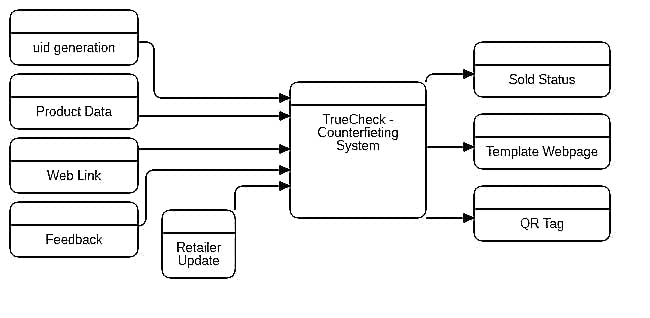 uid generation
Product Data
Web Link
Feedback
Retailer
Update
TrueCheck -
Counterfieting
System
Sold Status
Template Webpage
QR Tag